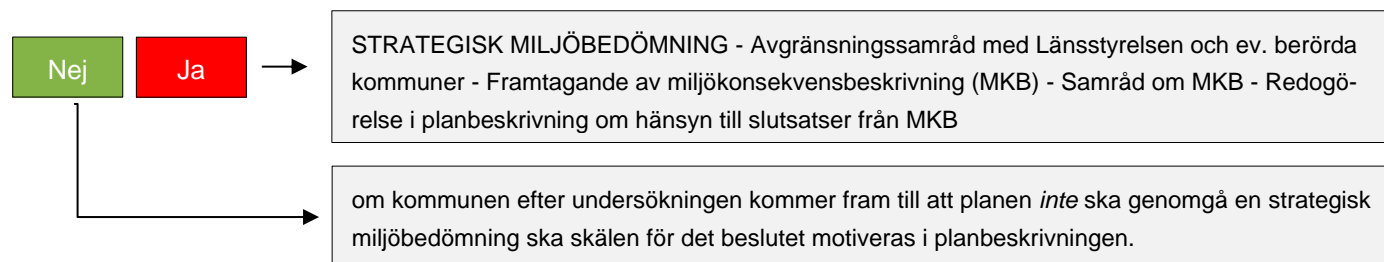 Nej
Ja
STRATEGISK MILJÖBEDÖMNING - Avgränsningssamråd med Länsstyrelsen och ev. berörda
kommuner - Framtagande av miljökonsekvensbeskrivning (MKB) - Samråd om MKB - Redogö-
relse i planbeskrivning om hänsyn till slutsatser från MKB
om kommunen efter undersökningen kommer fram till att planen inte ska genomgå en strategisk
miljöbedömning ska skälen för det beslutet motiveras i planbeskrivningen.